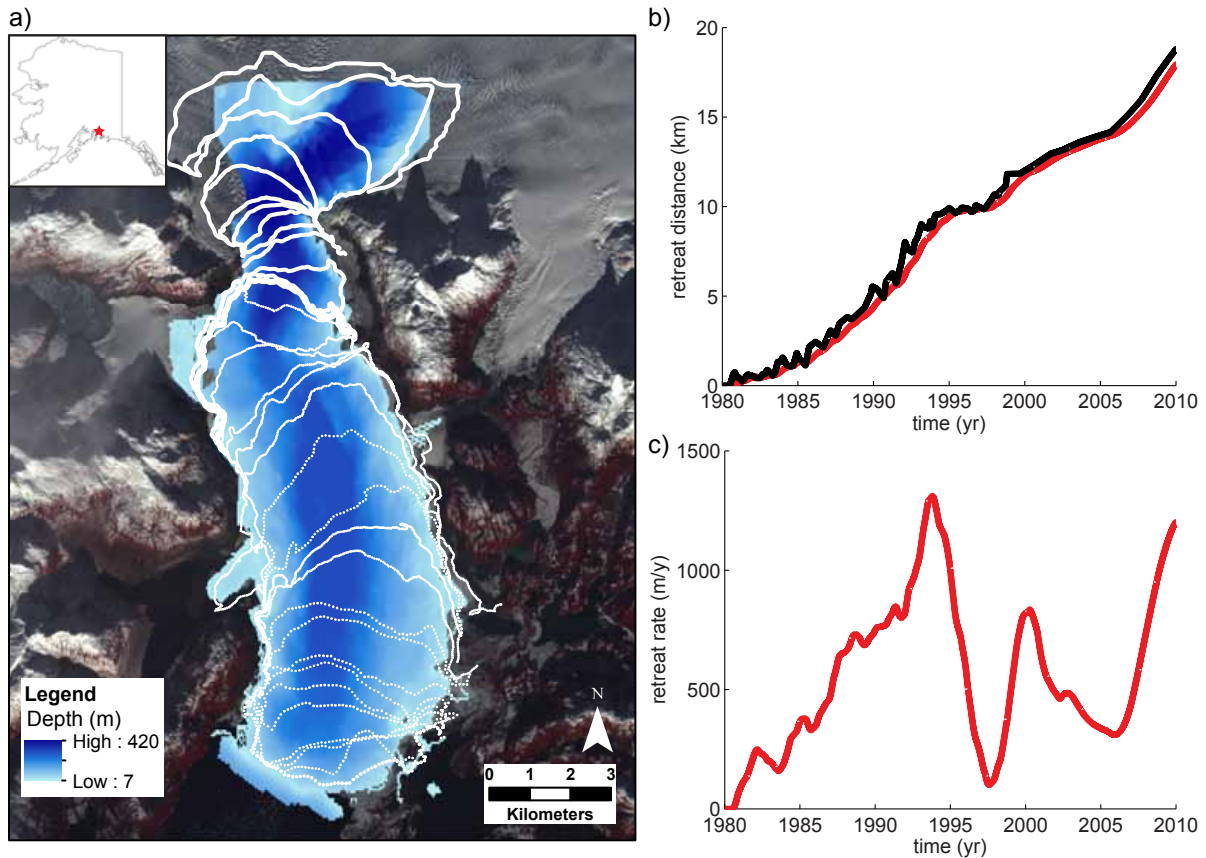 a)
N
Legend
Depth (m)
High : 420
Low : 7
0 1 2 3
Kilometers
b)
20
15
10
5
0
retreat distance (km)
1980 1985 1990 1995 2000 2005 2010
time (yr)
c)
1500
1000
500
0
retreat rate (m/y)
1980 1985 1990 1995 2000 2005 2010
time (yr)